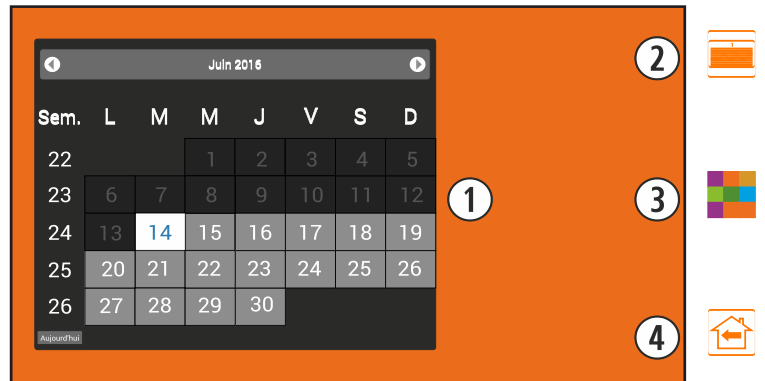 Juin 2016
Sem. L M M J V S D
22 1 2 3 4 5
23 6 7 8 9 10 11 12
24 13 14 15 16 17 18 19
25 20 21 22 23 24 25 26
26 27 28 29 30
Aujourd'hui
1
2
3
4
1